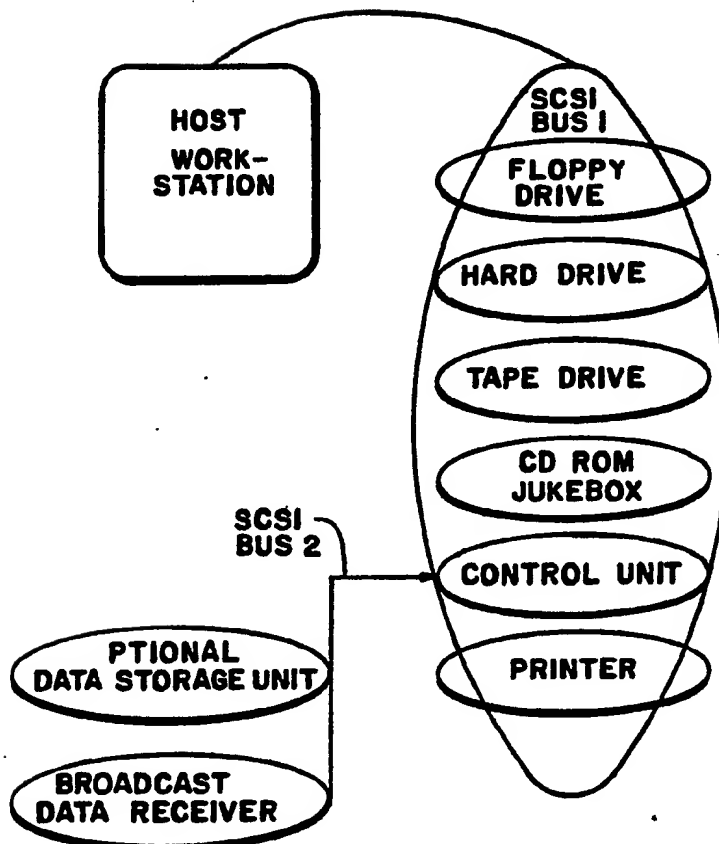 HOST
WORK-
STATION
SCSI
BUS 1
FLOPPY
DRIVE
HARD DRIVE
TAPE DRIVE
CD ROM
JUKEBOX
SCSI
BUS 2
CONTROL UNIT
PTIONAL
DATA STORAGE UNIT
PRINTER
BROADCAST
DATA RECEIVER